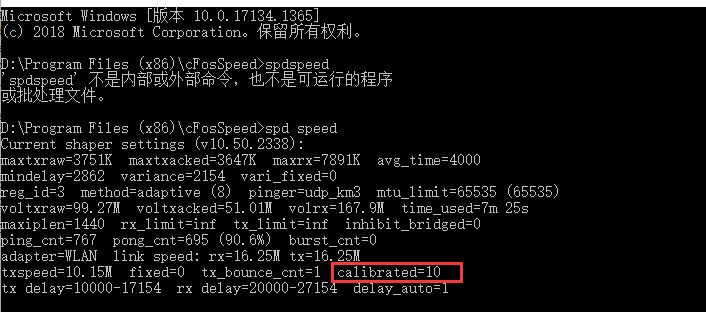 Microsoft Windows [版本 10.0.17134.1365]
(c) 2018 Microsoft Corporation。保留所有权利。
D:\Program Files (x86)\cFosSpeed>spdspeed
'spdspeed' 不是内部或外部命令，也不是可运行的程序
或批处理文件。
D:\Program Files (x86)\cFosSpeed>spd speed
Current shaper settings (v10.50.2338):
maxtxraw=3751K  maxtxacked=3647K  maxrx=7891K  avg_time=4000
mindelay=2862  variance=2154  vari_fixed=0
reg_id=3  method=adaptive (8)  pinger=udp_km3  mtu_limit=65535 (65535)
voltxraw=99.27M  voltxacked=51.01M  volrx=167.9M  time_used=7m 25s
maxiplen=1440  rx_limit=inf  tx_limit=inf  inhibit_bridged=0
ping_cnt=767  pong_cnt=695 (90.6%)  burst_cnt=0
adapter=WLAN  link speed: rx=16.25M tx=16.25M
txspeed=10.15M  fixed=0  tx_bounce_cnt=1  calibrated=10
tx delay=10000-17154  rx delay=20000-27154  delay_auto=1